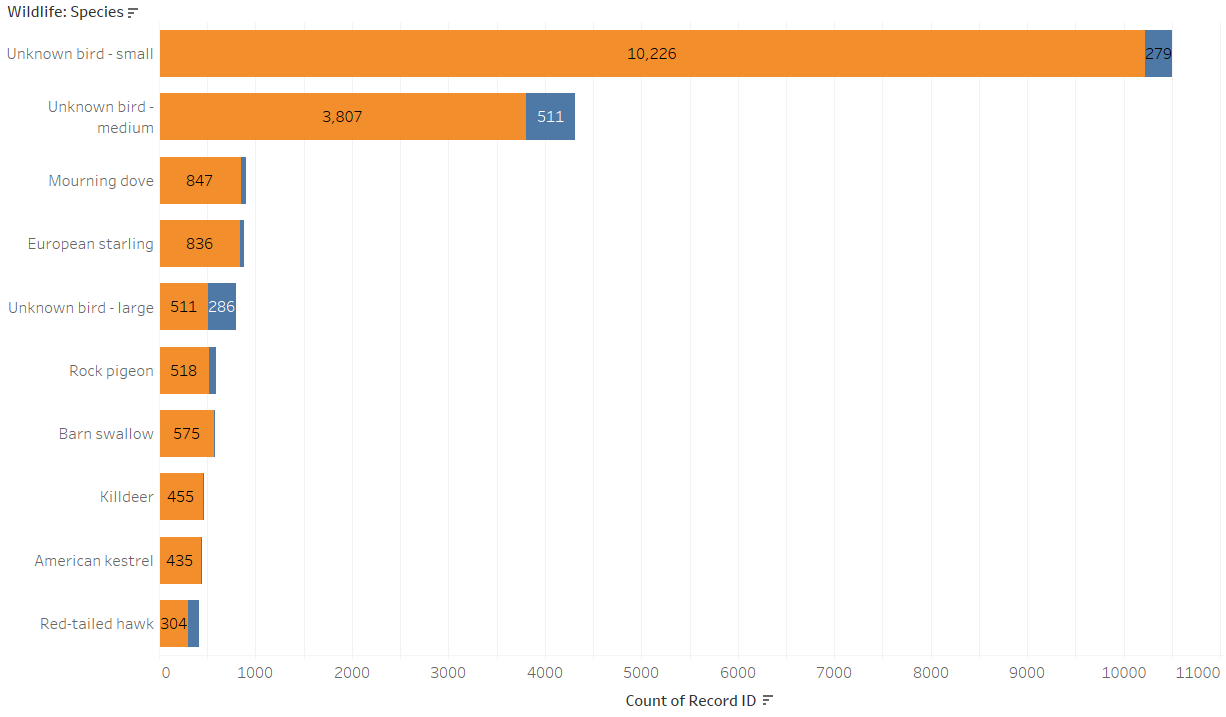 Wildlife: Species
Unknown bird - small
10,226
279
Unknown bird -
medium
3,807
511
Mourning dove
847
European starling
836
Unknown bird - large
511
286
Rock pigeon
518
Barn swallow
575
Killdeer
455
American kestrel
435
Red-tailed hawk
304
0 1000 2000 3000 4000 5000 6000 7000 8000 9000 10000 11000
Count of Record ID